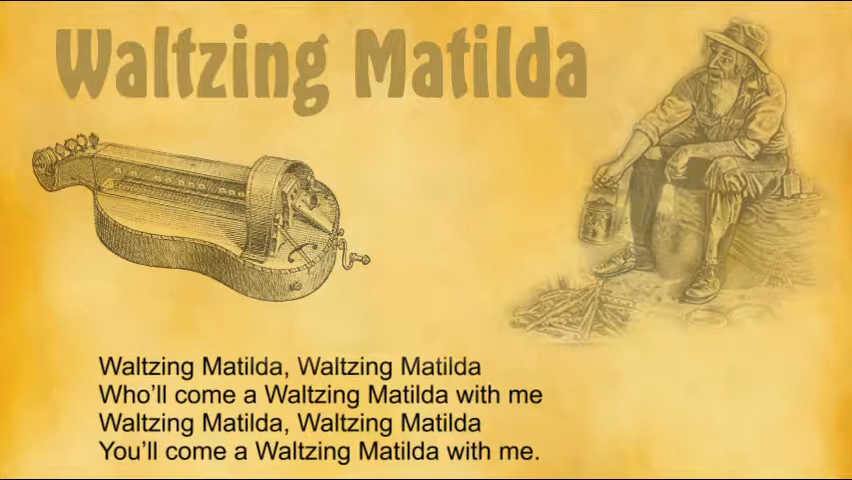 Waltzing Matilda
Waltzing Matilda, Waltzing Matilda
Who'll come a Waltzing Matilda with me
Waltzing Matilda, Waltzing Matilda
You'll come a Waltzing Matilda with me.